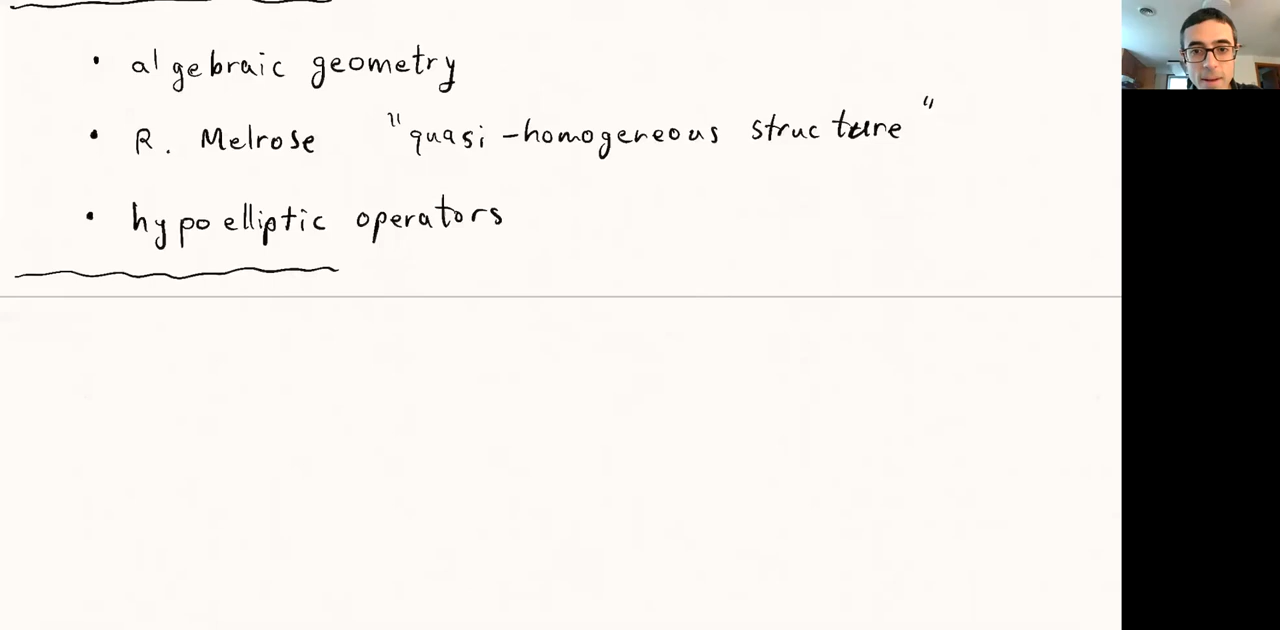 • algebraic geometry
• R. Melrose "quasi-homogeneous structure"
• hypoelliptic operators